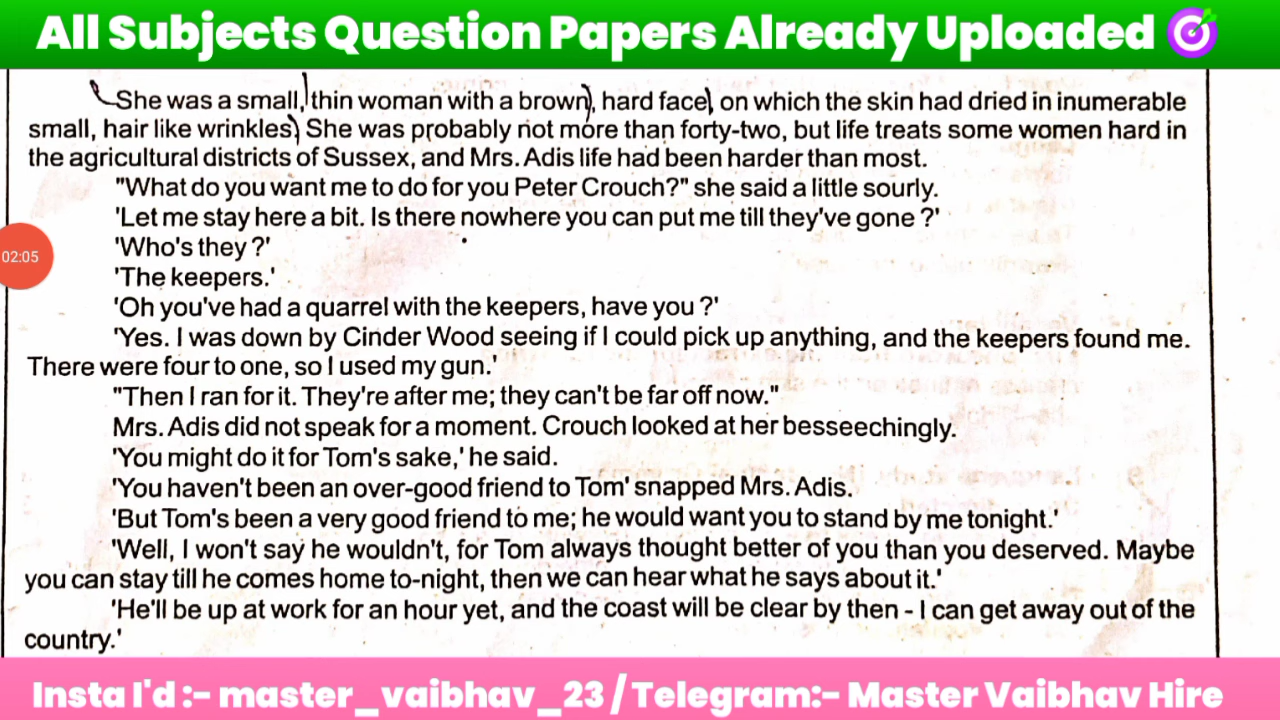 All Subjects Question Papers Already Uploaded
She was a small, thin woman with a brown, hard face, on which the skin had dried in inumerable
small, hair like wrinkles. She was probably not more than forty-two, but life treats some women hard in
the agricultural districts of Sussex, and Mrs. Adis life had been harder than most.
"What do you want me to do for you Peter Crouch?" she said a little sourly.
'Let me stay here a bit. Is there nowhere you can put me till they've gone ?'
'Who's they ?'
02:05
'The keepers.'
'Oh you've had a quarrel with the keepers, have you ?'
'Yes. I was down by Cinder Wood seeing if I could pick up anything, and the keepers found me.
There were four to one, so I used my gun.'
"Then I ran for it. They're after me; they can't be far off now."
Mrs. Adis did not speak for a moment. Crouch looked at her besseechingly.
'You might do it for Tom's sake,' he said.
'You haven't been an over-good friend to Tom' snapped Mrs. Adis.
'But Tom's been a very good friend to me; he would want you to stand by me tonight.'
'Well, I won't say he wouldn't, for Tom always thought better of you than you deserved. Maybe
you can stay till he comes home to-night, then we can hear what he says about it.'
'He'll be up at work for an hour yet, and the coast will be clear by then - I can get away out of the
country.'
Insta I'd :- master_vaibhav_23 / Telegram:- Master Vaibhav Hire